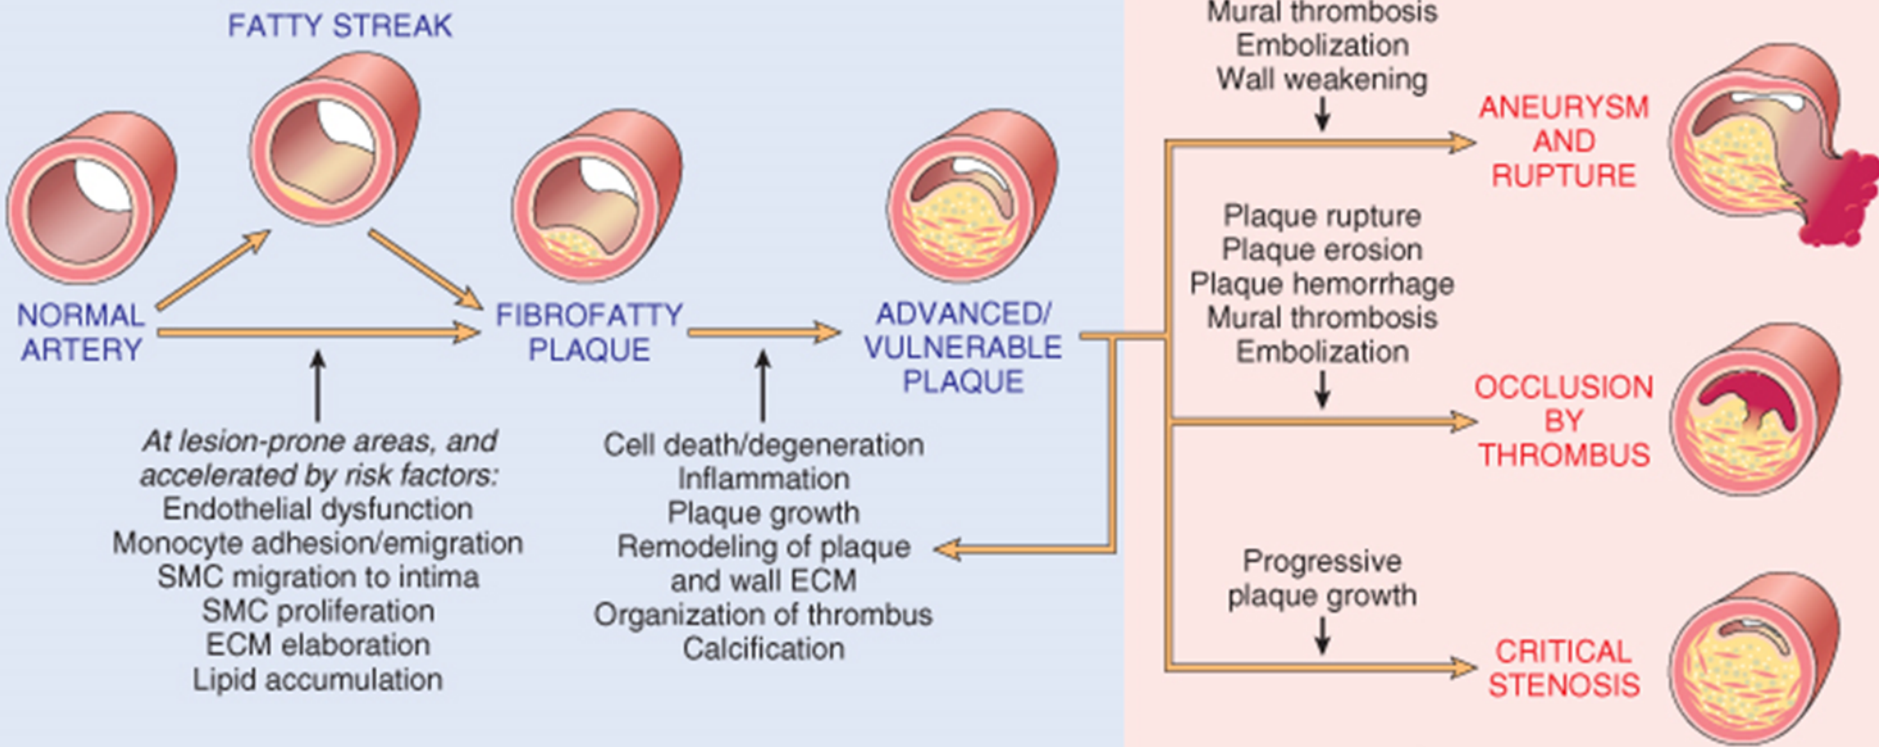 FATTY STREAK
NORMAL
ARTERY
FIBROFATTY
PLAQUE
ADVANCED/
VULNERABLE
PLAQUE
At lesion-prone areas, and
accelerated by risk factors:
Endothelial dysfunction
Monocyte adhesion/emigration
SMC migration to intima
SMC proliferation
ECM elaboration
Lipid accumulation
Cell death/degeneration
Inflammation
Plaque growth
Remodeling of plaque
and wall ECM
Organization of thrombus
Calcification
Mural thrombosis
Embolization
Wall weakening
ANEURYSM
AND
RUPTURE
Plaque rupture
Plaque erosion
Plaque hemorrhage
Mural thrombosis
Embolization
OCCLUSION
BY
THROMBUS
Progressive
plaque growth
CRITICAL
STENOSIS